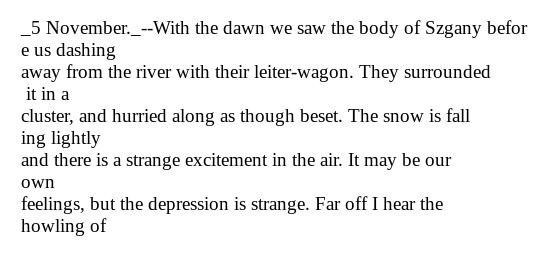 _5 November._--With the dawn we saw the body of Szgany befor
e us dashing
away from the river with their leiter-wagon. They surrounded
 it in a
cluster, and hurried along as though beset. The snow is fall
ing lightly
and there is a strange excitement in the air. It may be our
own
feelings, but the depression is strange. Far off I hear the
howling of